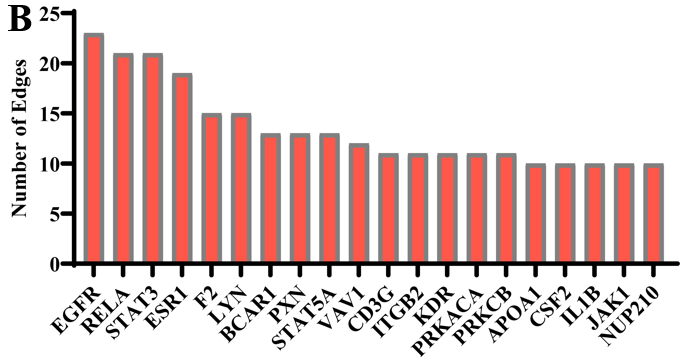 B
Number of Edges
25
20
15
10
5
0
EGFR
RELA
STAT3
ESR1
F2
LYN
BCAR1
PXN
STAT5A
VAV1
CD3G
ITGB2
KDR
PRKACA
PRKCB
APOA1
CSF2
IL1B
JAK1
NUP210